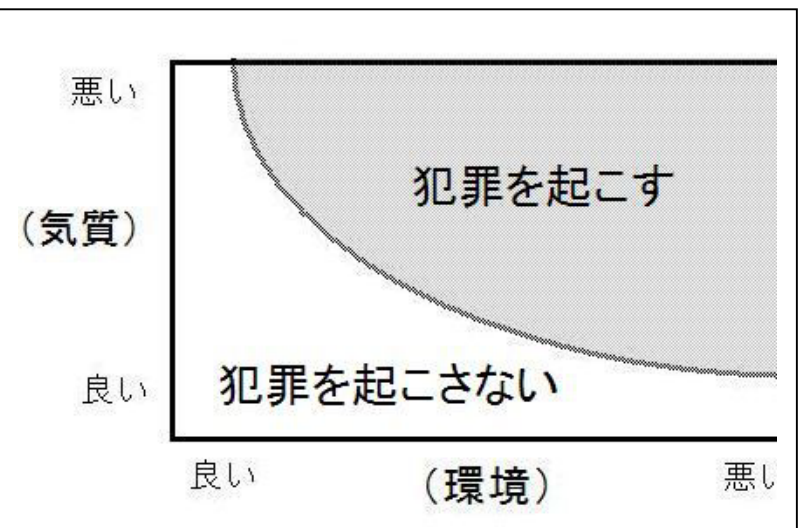 悪い
犯罪を起こす
（気質）
良い
犯罪を起こさない
良い
（環境）
悪い